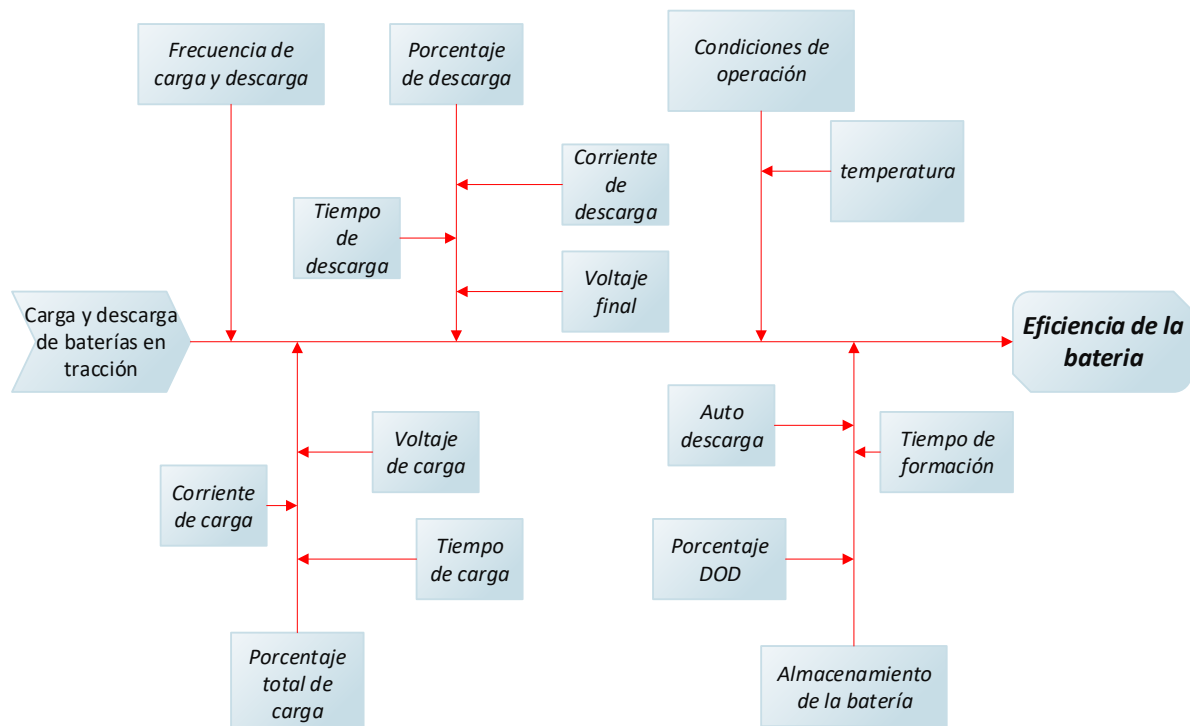 Frecuencia de
carga y descarga
Porcentaje
de descarga
Condiciones de
operación
Corriente
de
descarga
temperatura
Tiempo
de
descarga
Voltaje
final
Carga y descarga
de baterías en
tracción
Eficiencia de la
bateria
Voltaje
de carga
Corriente
de carga
Tiempo
de carga
Porcentaje
total de
carga
Auto
descarga
Tiempo de
formación
Porcentaje
DOD
Almacenamiento
de la batería